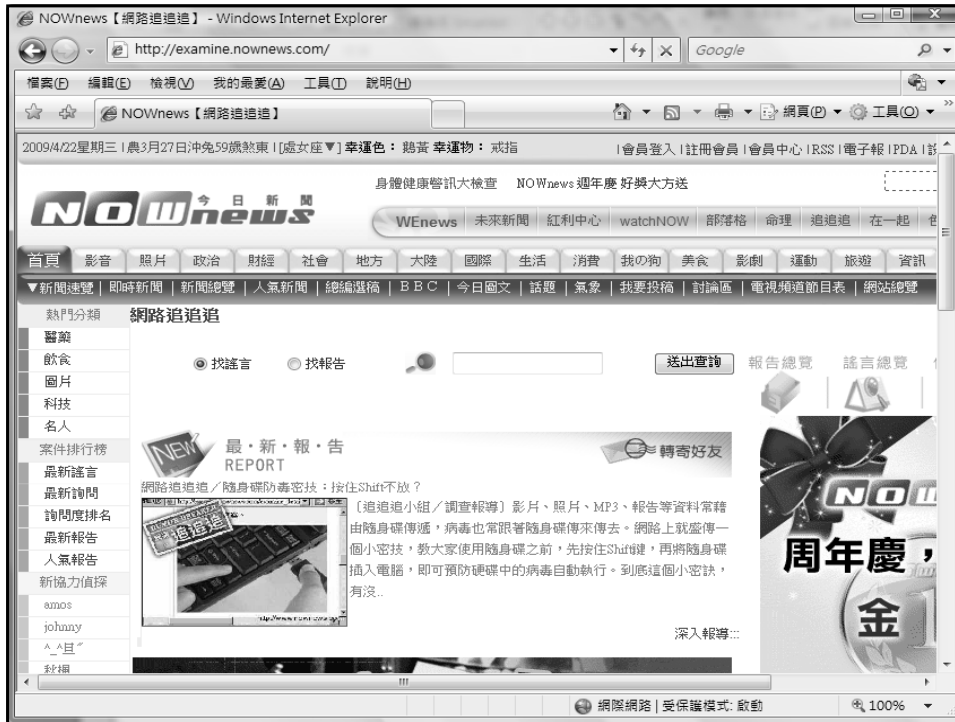 NOWnews【網路追追追】 - Windows Internet Explorer
http://examine.nownews.com/
Google
檔案(F) 編輯(E) 檢視(V) 我的最愛(A) 工具(T) 說明(H)
NOWnews【網路追追追】
網頁(P) 工具(O)
2009/4/22星期三 | 農3月27日沖兔59歲煞東 | [處女座▼] 幸運色： 鵝黃 幸運物： 戒指
| 會員登入 | 註冊會員 | 會員中心 | RSS | 電子報 | PDA |
身體健康警訊大檢查 NOWnews 週年慶 好獎大方送
NOWnews 今日新聞
WEnews 未來新聞 紅利中心 watchNOW 部落格 命理 追追追 在一起
首頁 影音 照片 政治 財經 社會 地方 大陸 國際 生活 消費 我の狗 美食 影劇 運動 旅遊 資訊
▼新聞速覽 | 即時新聞 | 新聞總覽 | 人氣新聞 | 總編選稿 | BBC | 今日圖文 | 話題 | 氣象 | 我要投稿 | 討論區 | 電視頻道節目表 | 網站總覽
熱門分類
醫藥
飲食
圖片
科技
名人
案件排行榜
最新謠言
最新詢問
詢問度排名
最新報告
人氣報告
新協力偵探
amos
johnny
^_^且~
秋楓
網路追追追
找謠言 找報告 送出查詢 報告總覽 謠言總覽
NEW 最‧新‧報‧告
REPORT
轉寄好友
網路追追追／隨身碟防毒密技：按住Shift不放？
追追追
〔追追追小組／調查報導〕影片、照片、MP3、報告等資料常藉
由隨身碟傳遞，病毒也常跟著隨身碟傳來傳去。網路上就盛傳一
個小密技，教大家使用隨身碟之前，先按住Shift鍵，再將隨身碟
插入電腦，即可預防硬碟中的病毒自動執行。到底這個小密訣，
有沒..
深入報導:::
NOW
周年慶，
金
網際網路 | 受保護模式: 啟動
100%